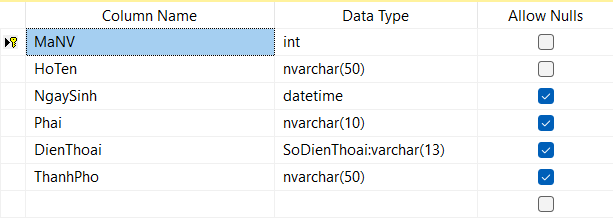 Column Name Data Type Allow Nulls
MaNV int
HoTen nvarchar(50)
NgaySinh datetime
Phai nvarchar(10)
DienThoai SoDienThoai:varchar(13)
ThanhPho nvarchar(50)